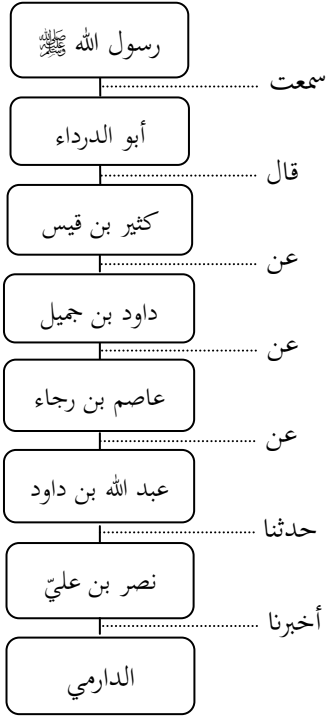 رسول الله ﷺ
سمعت
أبو الدرداء
قال
كثير بن قيس
عن
داود بن جميل
عن
عاصم بن رجاء
عن
عبد الله بن داود
حدثنا
نصر بن عليّ
أخبرنا
الدارمي